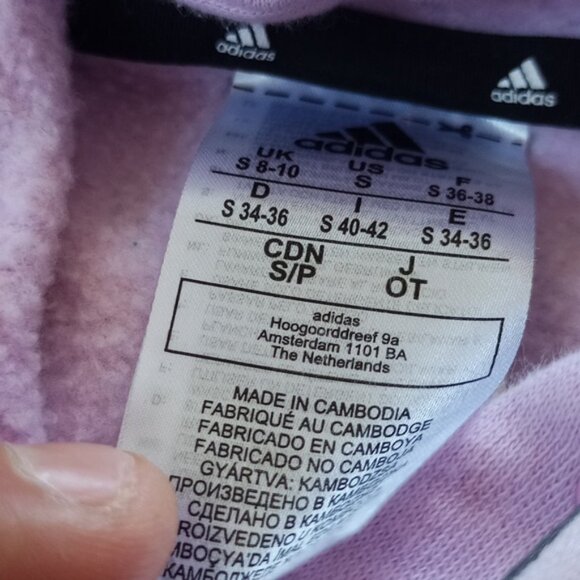 adidas
adidas
adidas
UK US F
S 8-10 S S 36-38
D I E
S 34-36 S 40-42 S 34-36
CDN J
S/P OT
adidas
Hoogoorddreef 9a
Amsterdam 1101 BA
The Netherlands
MADE IN CAMBODIA
FABRIQUÉ AU CAMBODGE
FABRICADO EN CAMBOYA
FABRICADO NO CAMBOJA
GYÁRTVA: KAMBODZSA
ПРОИЗВЕДЕНО В
СДЕЛАНО В